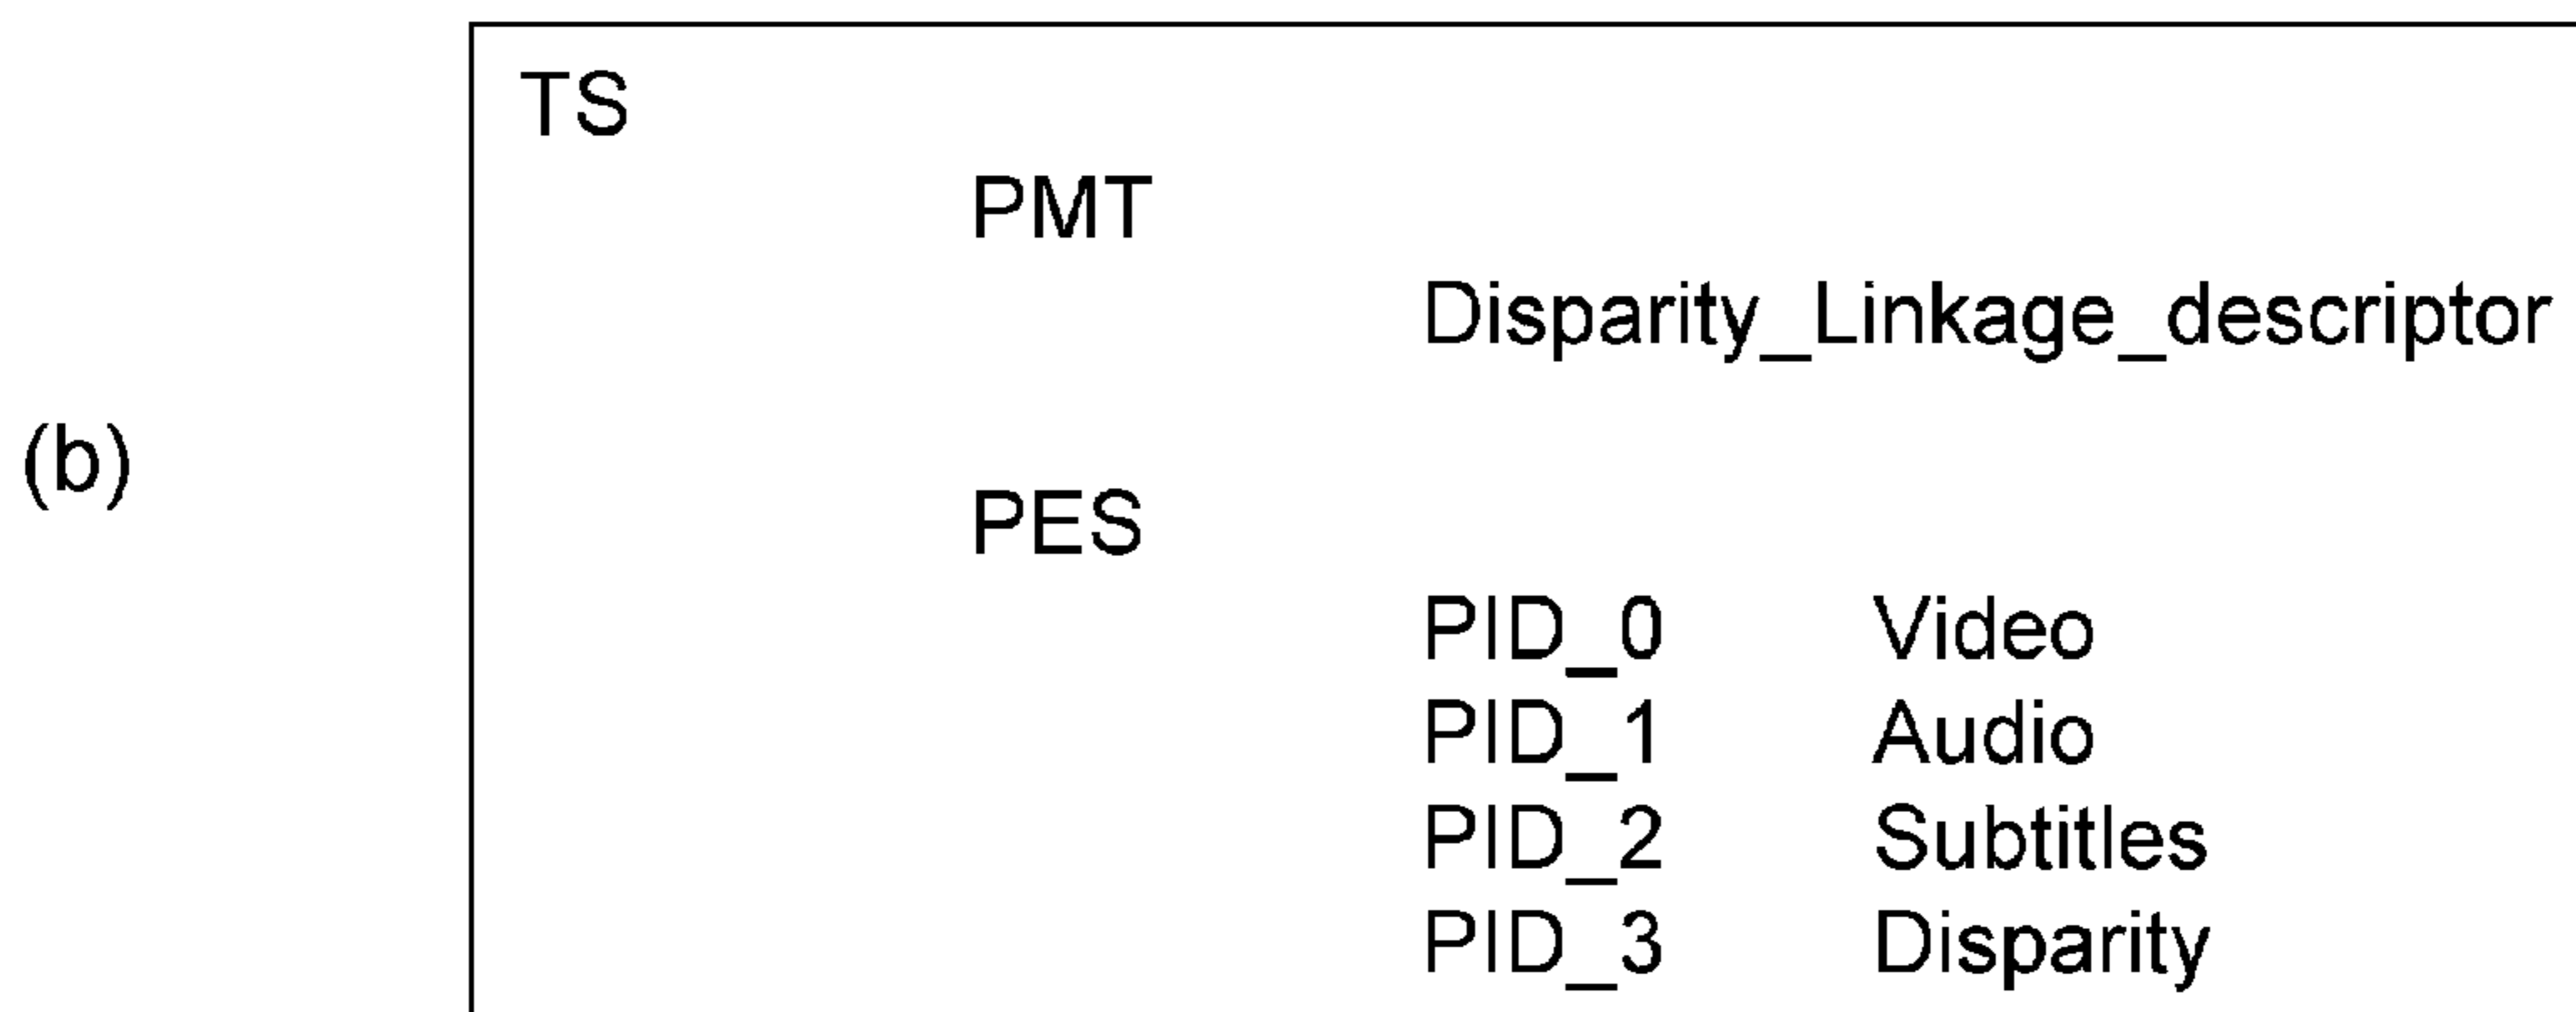 TS
PMT
Disparity_Linkage_descriptor
(b)
PES
PID_0 Video
PID_1 Audio
PID_2 Subtitles
PID_3 Disparity